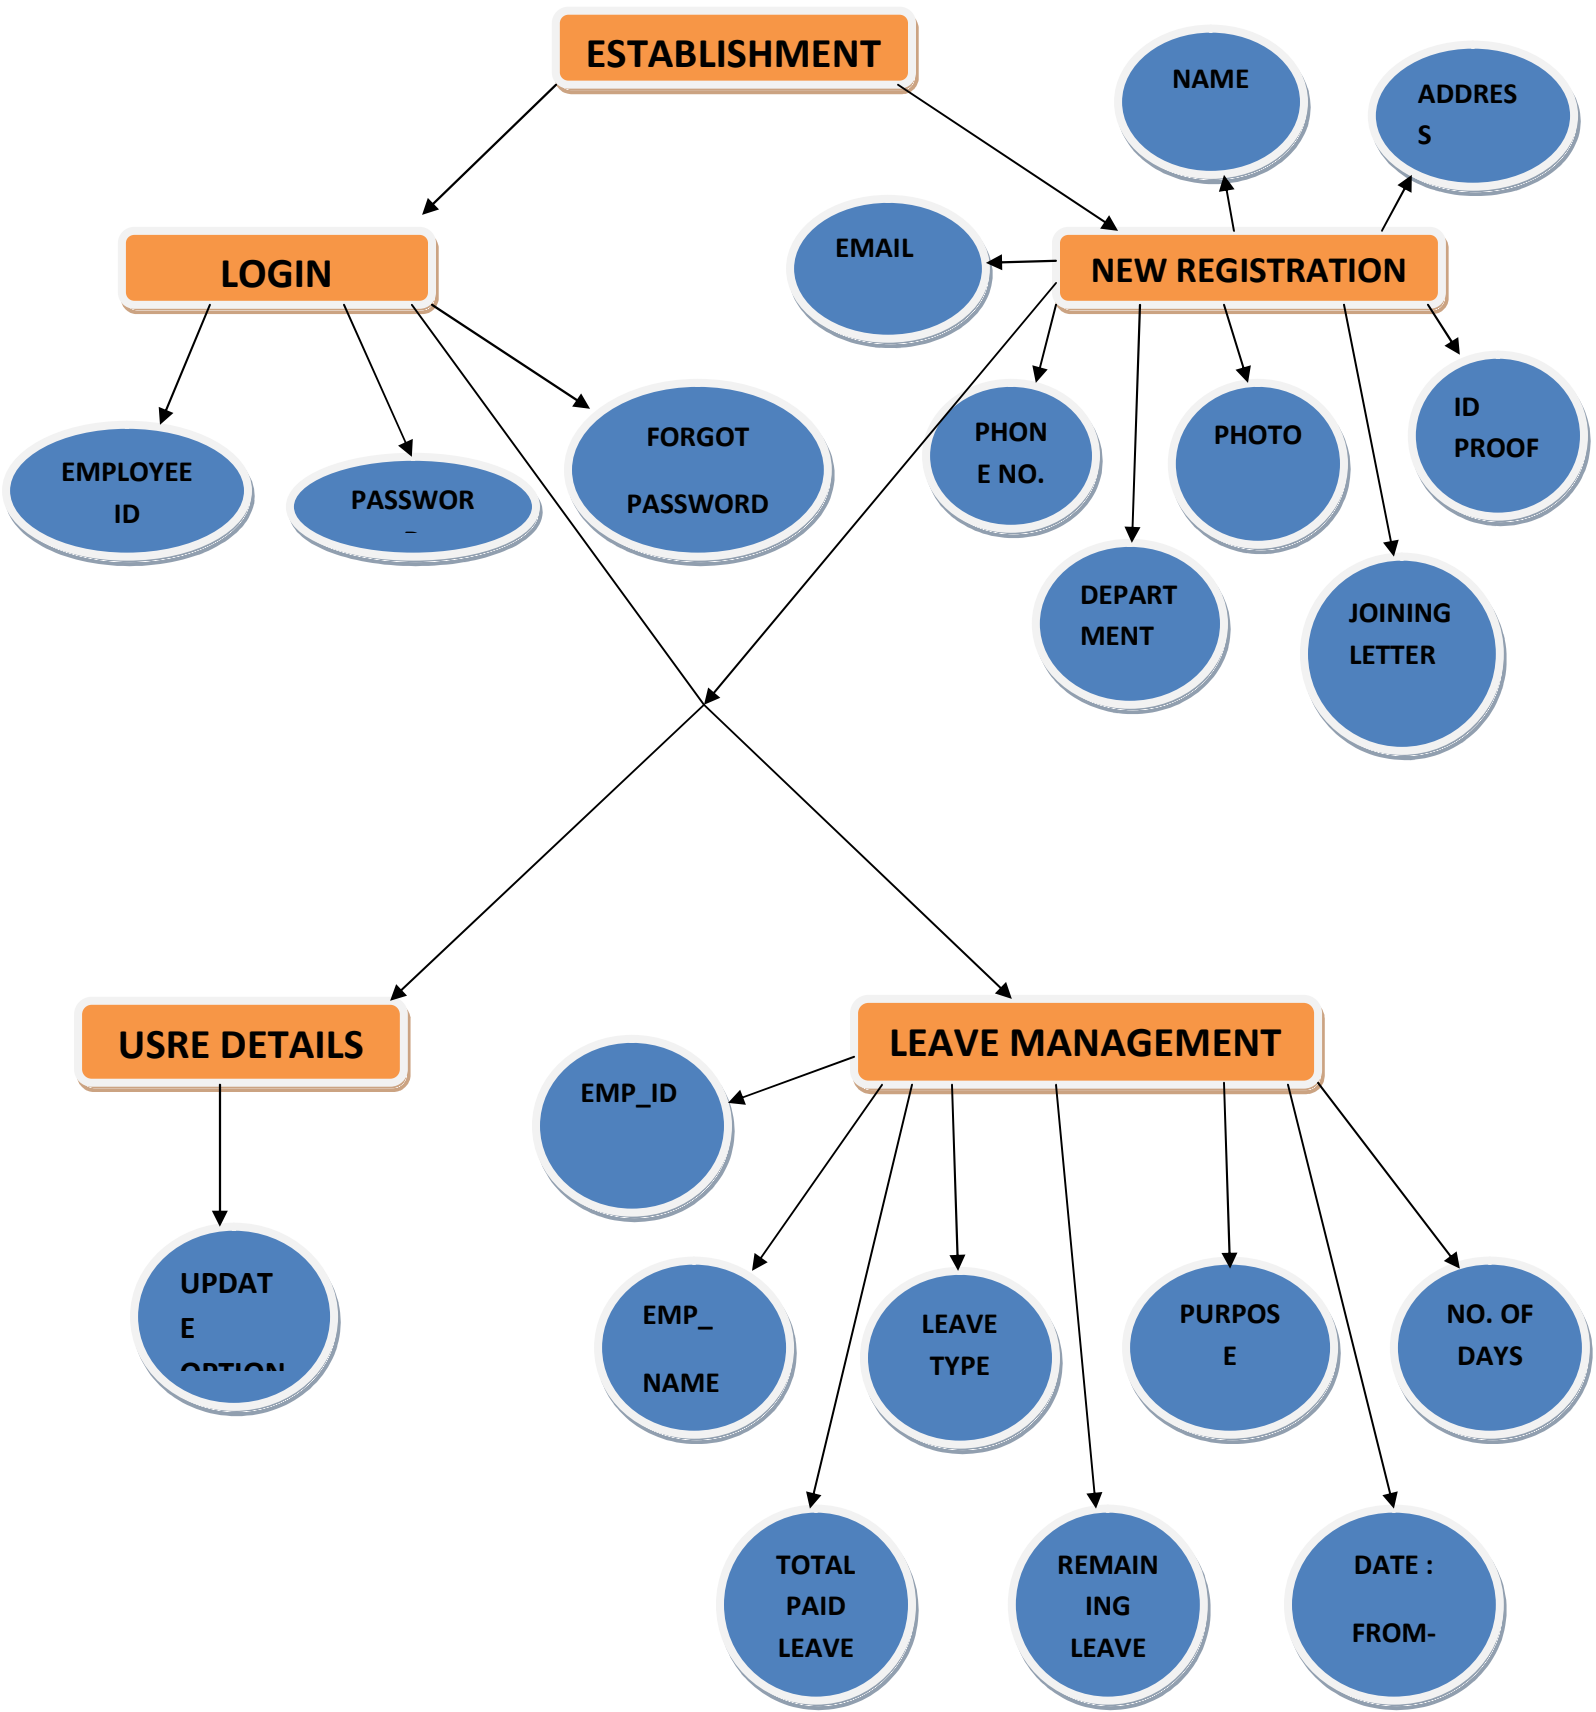 ESTABLISHMENT
NAME
ADDRES
S
EMAIL
LOGIN
NEW REGISTRATION
EMPLOYEE
ID
PASSWOR
FORGOT
PASSWORD
PHON
E NO.
PHOTO
ID
PROOF
DEPART
MENT
JOINING
LETTER
USRE DETAILS
LEAVE MANAGEMENT
EMP_ID
UPDAT
E
OPTION
EMP_
NAME
LEAVE
TYPE
PURPOS
E
NO. OF
DAYS
TOTAL
PAID
LEAVE
REMAIN
ING
LEAVE
DATE :
FROM-